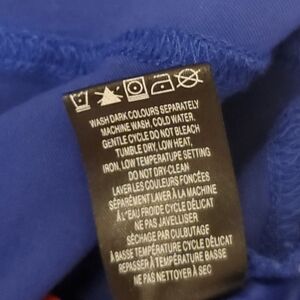 WASH DARK COLOURS SEPARATELY
MACHINE WASH, COLD WATER,
GENTLE CYCLE DO NOT BLEACH
TUMBLE DRY, LOW HEAT,
IRON, LOW TEMPERATURE SETTING
DO NOT DRY-CLEAN
LAVER LES COULEURS FONCÉES
SÉPARÉMENT LAVER À LA MACHINE
À L'EAU FROIDE CYCLE DÉLICAT
NE PAS JAVELLISER
SÉCHAGE PAR CULBUTAGE
À BASSE TEMPÉRATURE CYCLE DÉLICAT
REPASSER À BASSE TEMPÉRATURE
NE PAS NETTOYER À SEC